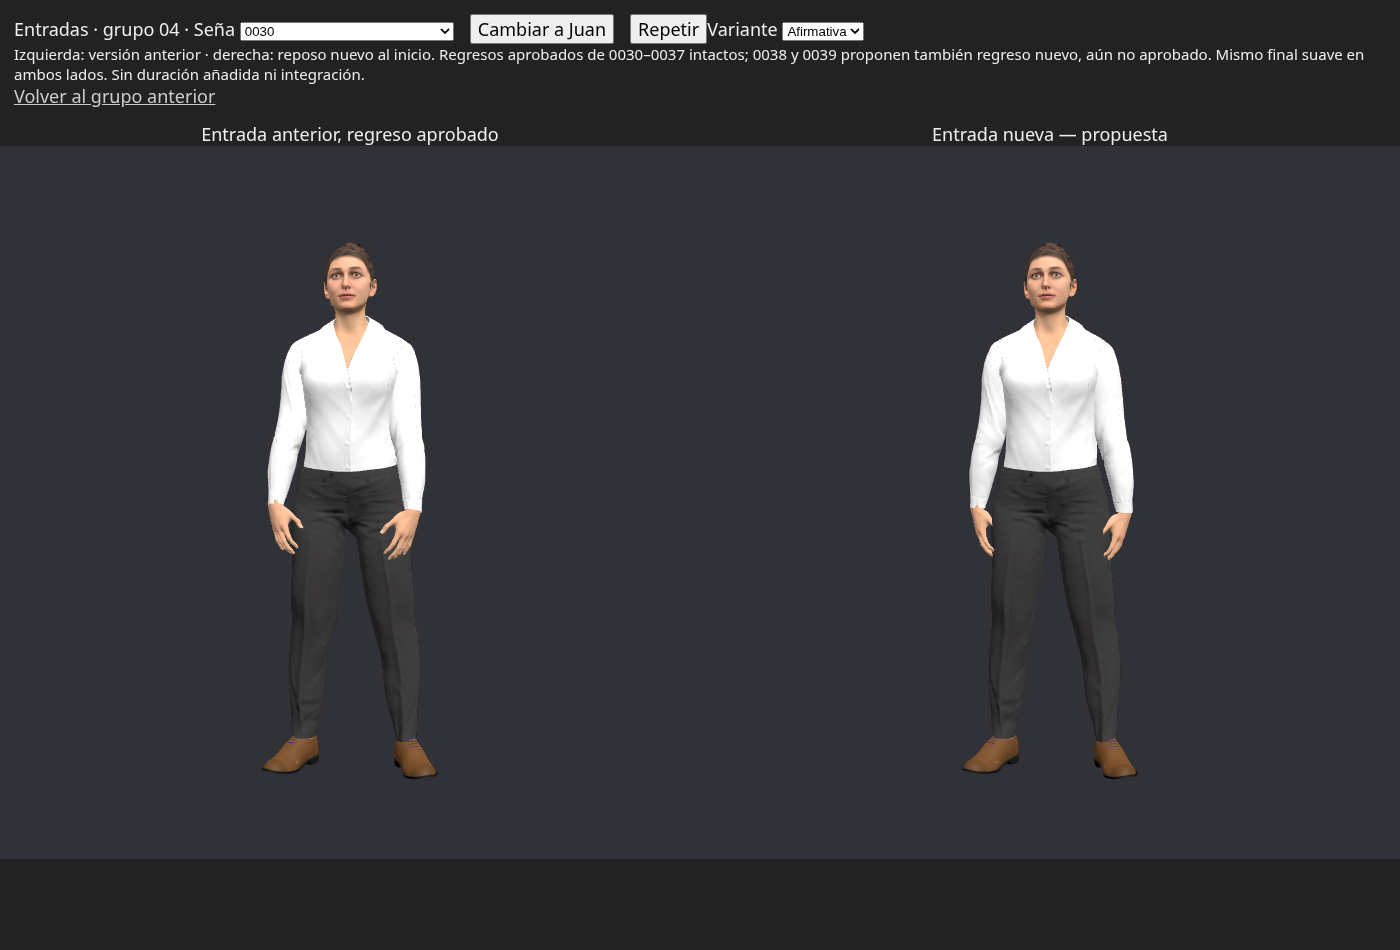 Entradas · grupo 04 · Seña 0030 Cambiar a Juan Repetir Variante Afirmativa
Izquierda: versión anterior · derecha: reposo nuevo al inicio. Regresos aprobados de 0030–0037 intactos; 0038 y 0039 proponen también regreso nuevo, aún no aprobado. Mismo final suave en
ambos lados. Sin duración añadida ni integración.
Volver al grupo anterior
Entrada anterior, regreso aprobado Entrada nueva — propuesta